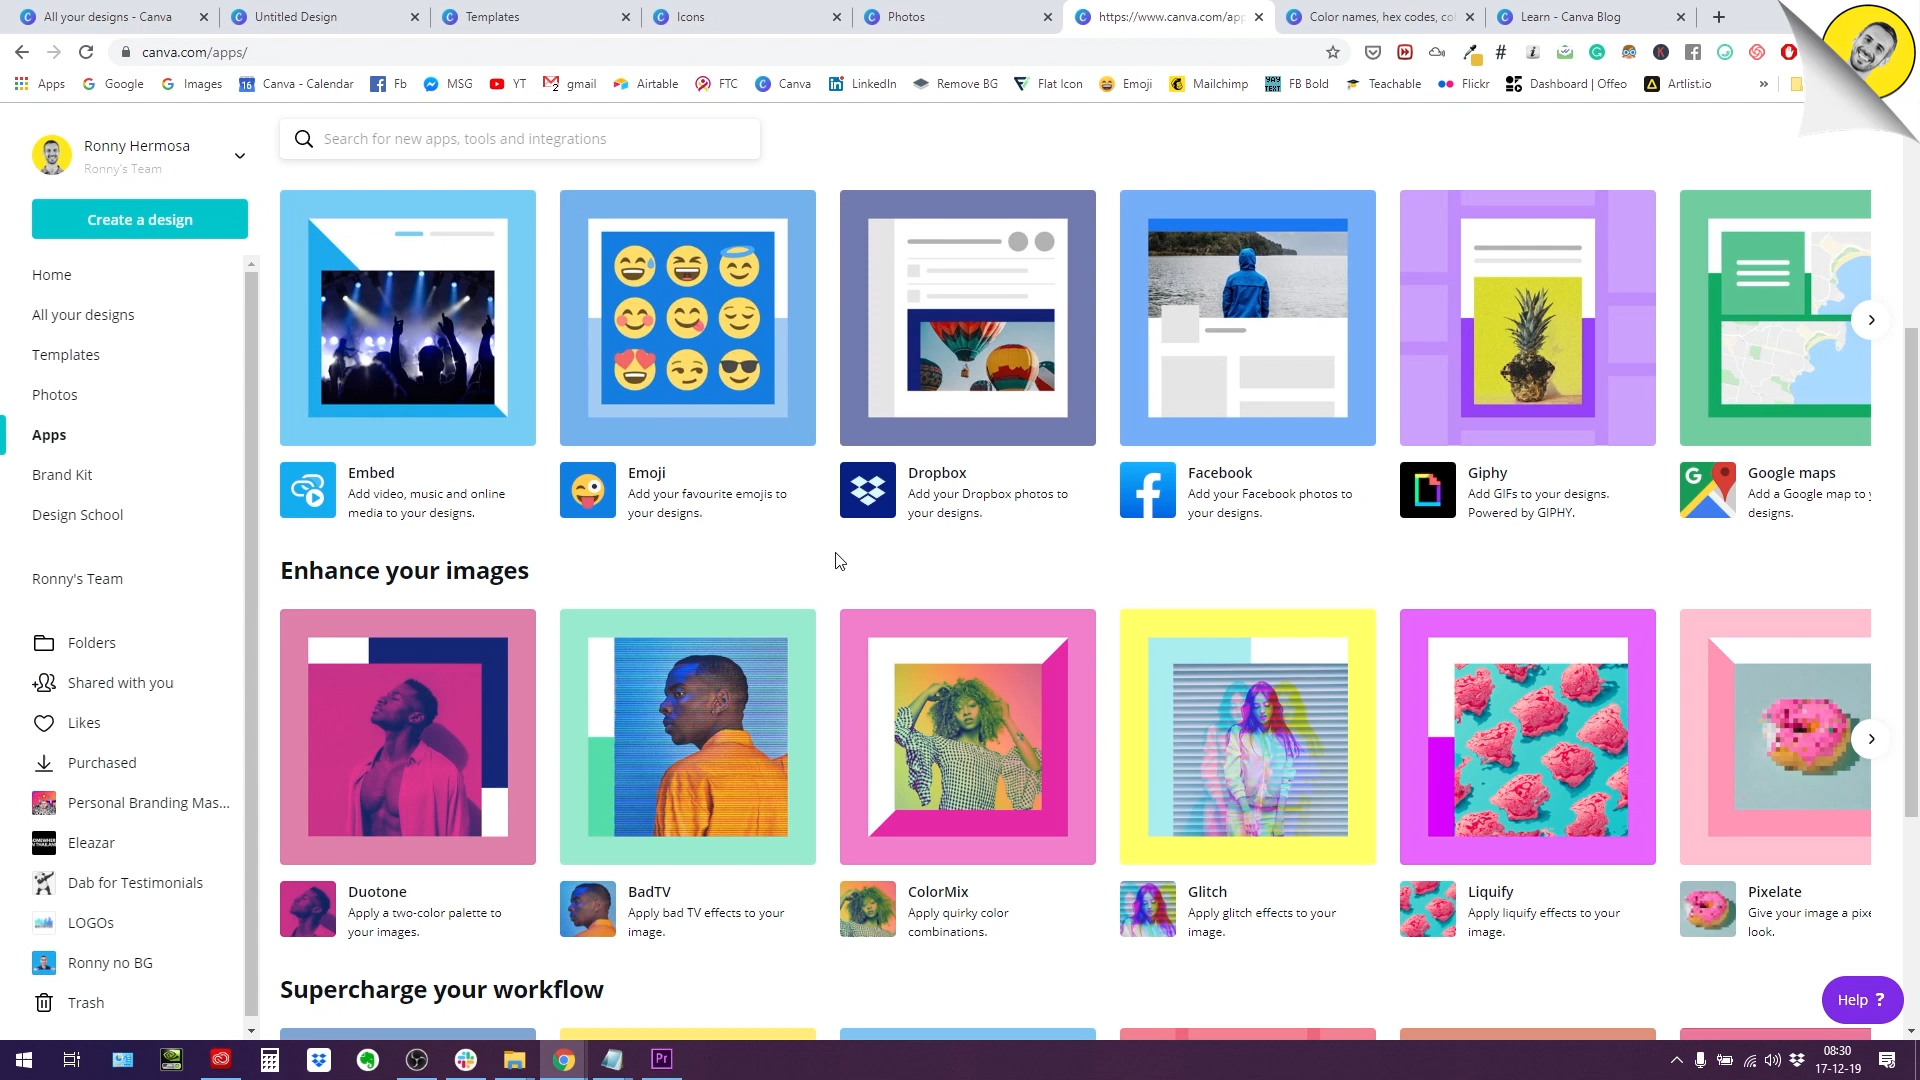 All your designs - Canva
Untitled Design
Templates
Icons
Photos
https://www.canva.com/app
Color names, hex codes, co
Learn - Canva Blog
canva.com/apps/
Apps
Google
Images
Canva - Calendar
Fb
MSG
YT
gmail
Airtable
FTC
Canva
LinkedIn
Remove BG
Flat Icon
Emoji
Mailchimp
FB Bold
Teachable
Flickr
Dashboard | Offeo
Artlist.io
Ronny Hermosa
Ronny's Team
Create a design
Home
All your designs
Templates
Photos
Apps
Brand Kit
Design School
Ronny's Team
Folders
Shared with you
Likes
Purchased
Personal Branding Mas...
Eleazar
Dab for Testimonials
LOGOs
Ronny no BG
Trash
Search for new apps, tools and integrations
Embed
Add video, music and online
media to your designs.
Emoji
Add your favourite emojis to
your designs.
Dropbox
Add your Dropbox photos to
your designs.
Facebook
Add your Facebook photos to
your designs.
Giphy
Add GIFs to your designs.
Powered by GIPHY.
Google maps
Add a Google map to y
designs.
Enhance your images
Duotone
Apply a two-color palette to
your images.
BadTV
Apply bad TV effects to your
image.
ColorMix
Apply quirky color
combinations.
Glitch
Apply glitch effects to your
image.
Liquify
Apply liquify effects to your
image.
Pixelate
Give your image a pixe
look.
Supercharge your workflow
Help ?
Pr
08:30
17-12-19